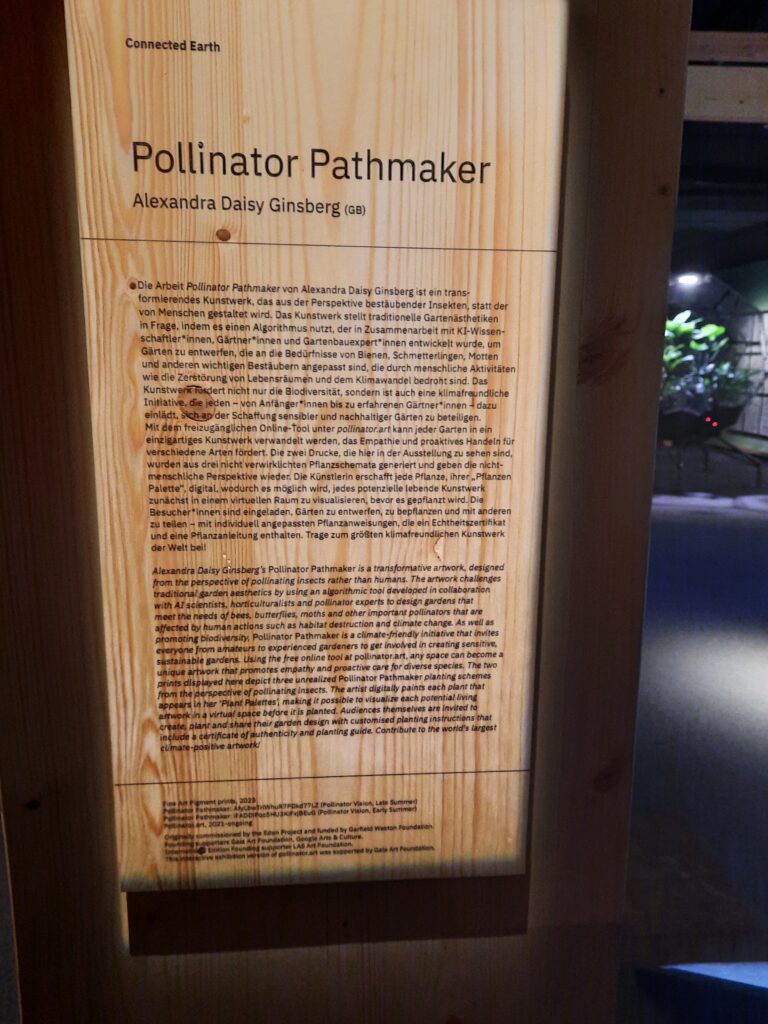 Connected Earth
Pollinator Pathmaker
Alexandra Daisy Ginsberg (GB)
Die Arbeit Pollinator Pathmaker von Alexandra Daisy Ginsberg ist ein trans-
formierendes Kunstwerk, das aus der Perspektive bestäubender Insekten, statt der
von Menschen gestaltet wird. Das Kunstwerk stellt traditionelle Gartenästhetiken
in Frage, indem es einen Algorithmus nutzt, der in Zusammenarbeit mit KI-Wissen-
schaftler*innen, Gärtner*innen und Gartenbauexpert*innen entwickelt wurde, um
Gärten zu entwerfen, die an die Bedürfnisse von Bienen, Schmetterlingen, Motten
und anderen wichtigen Bestäubern angepasst sind, die durch menschliche Aktivitäten
wie die Zerstörung von Lebensräumen und dem Klimawandel bedroht sind. Das
Kunstwerk fördert nicht nur die Biodiversität, sondern ist auch eine klimafreundliche
Initiative, die jeden – von Anfänger*innen bis zu erfahrenen Gärtner*innen – dazu
einlädt, sich an der Schaffung sensibler und nachhaltiger Gärten zu beteiligen.
Mit dem freizugänglichen Online-Tool unter pollinator.art kann jeder Garten in ein
einzigartiges Kunstwerk verwandelt werden, das Empathie und proaktives Handeln für
verschiedene Arten fördert. Die zwei Drucke, die hier in der Ausstellung zu sehen sind,
wurden aus drei nicht verwirklichten Pflanzschemata generiert und geben die nicht-
menschliche Perspektive wieder. Die Künstlerin erschafft jede Pflanze, ihrer „Pflanzen
Palette“, digital, wodurch es möglich wird, jedes potenzielle lebende Kunstwerk
zunächst in einem virtuellen Raum zu visualisieren, bevor es gepflanzt wird. Die
Besucher*innen sind eingeladen, Gärten zu entwerfen, zu bepflanzen und mit anderen
zu teilen – mit individuell angepassten Pflanzanweisungen, die ein Echtheitszertifikat
und eine Pflanzanleitung enthalten. Trage zum größten klimafreundlichen Kunstwerk
der Welt bei!
Alexandra Daisy Ginsberg's Pollinator Pathmaker is a transformative artwork, designed
from the perspective of pollinating insects rather than humans. The artwork challenges
traditional garden aesthetics by using an algorithmic tool developed in collaboration
with AI scientists, horticulturalists and pollinator experts to design gardens that
meet the needs of bees, butterflies, moths and other important pollinators that are
affected by human actions such as habitat destruction and climate change. As well as
promoting biodiversity, Pollinator Pathmaker is a climate-friendly initiative that invites
everyone from amateurs to experienced gardeners to get involved in creating sensitive,
sustainable gardens. Using the free online tool at pollinator.art, any space can become a
unique artwork that promotes empathy and proactive care for diverse species. The two
prints displayed here depict three unrealized Pollinator Pathmaker planting schemes
from the perspective of pollinating insects. The artist digitally paints each plant that
appears in her 'Plant Palettes', making it possible to visualize each potential living
artwork in a virtual space before it is planted. Audiences themselves are invited to
create, plant and share their garden design with customised planting instructions that
include a certificate of authenticity and planting guide. Contribute to the world's largest
climate-positive artwork!
Fine Art Pigment prints, 2023
Pollinator Pathmaker: (Pollinator Vision, Late Summer)
Pollinator Pathmaker: (Pollinator Vision, Early Summer)
Pollinator.art, 2021-ongoing
Originally commissioned by the Eden Project and funded by Garfield Weston Foundation.
Founding supporters Gaia Art Foundation, Google Arts & Culture.
Edition Founding supporter LAS Art Foundation.
This interactive exhibition version of pollinator.art was supported by Gaia Art Foundation.